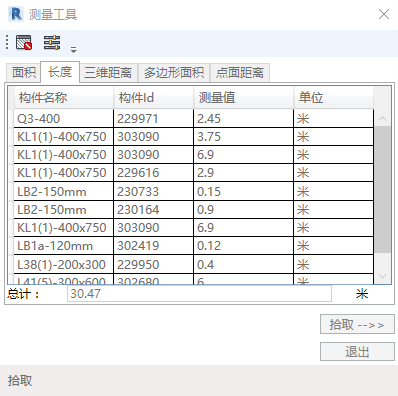 测量工具
面积 长度 三维距离 多边形面积 点面距离
构件名称 构件Id 测量值 单位
Q3-400 229971 2.45 米
KL1(1)-400x750 303090 3.75 米
KL1(1)-400x750 303090 6.9 米
KL1(1)-400x750 229616 2.9 米
LB2-150mm 230733 0.15 米
LB2-150mm 230164 0.9 米
KL1(1)-400x750 303090 6.9 米
LB1a-120mm 302419 0.12 米
L38(1)-200x300 229950 0.4 米
L41(5)-300x600 302680 6 米
总计： 30.47 米
拾取 -->>
退出
拾取